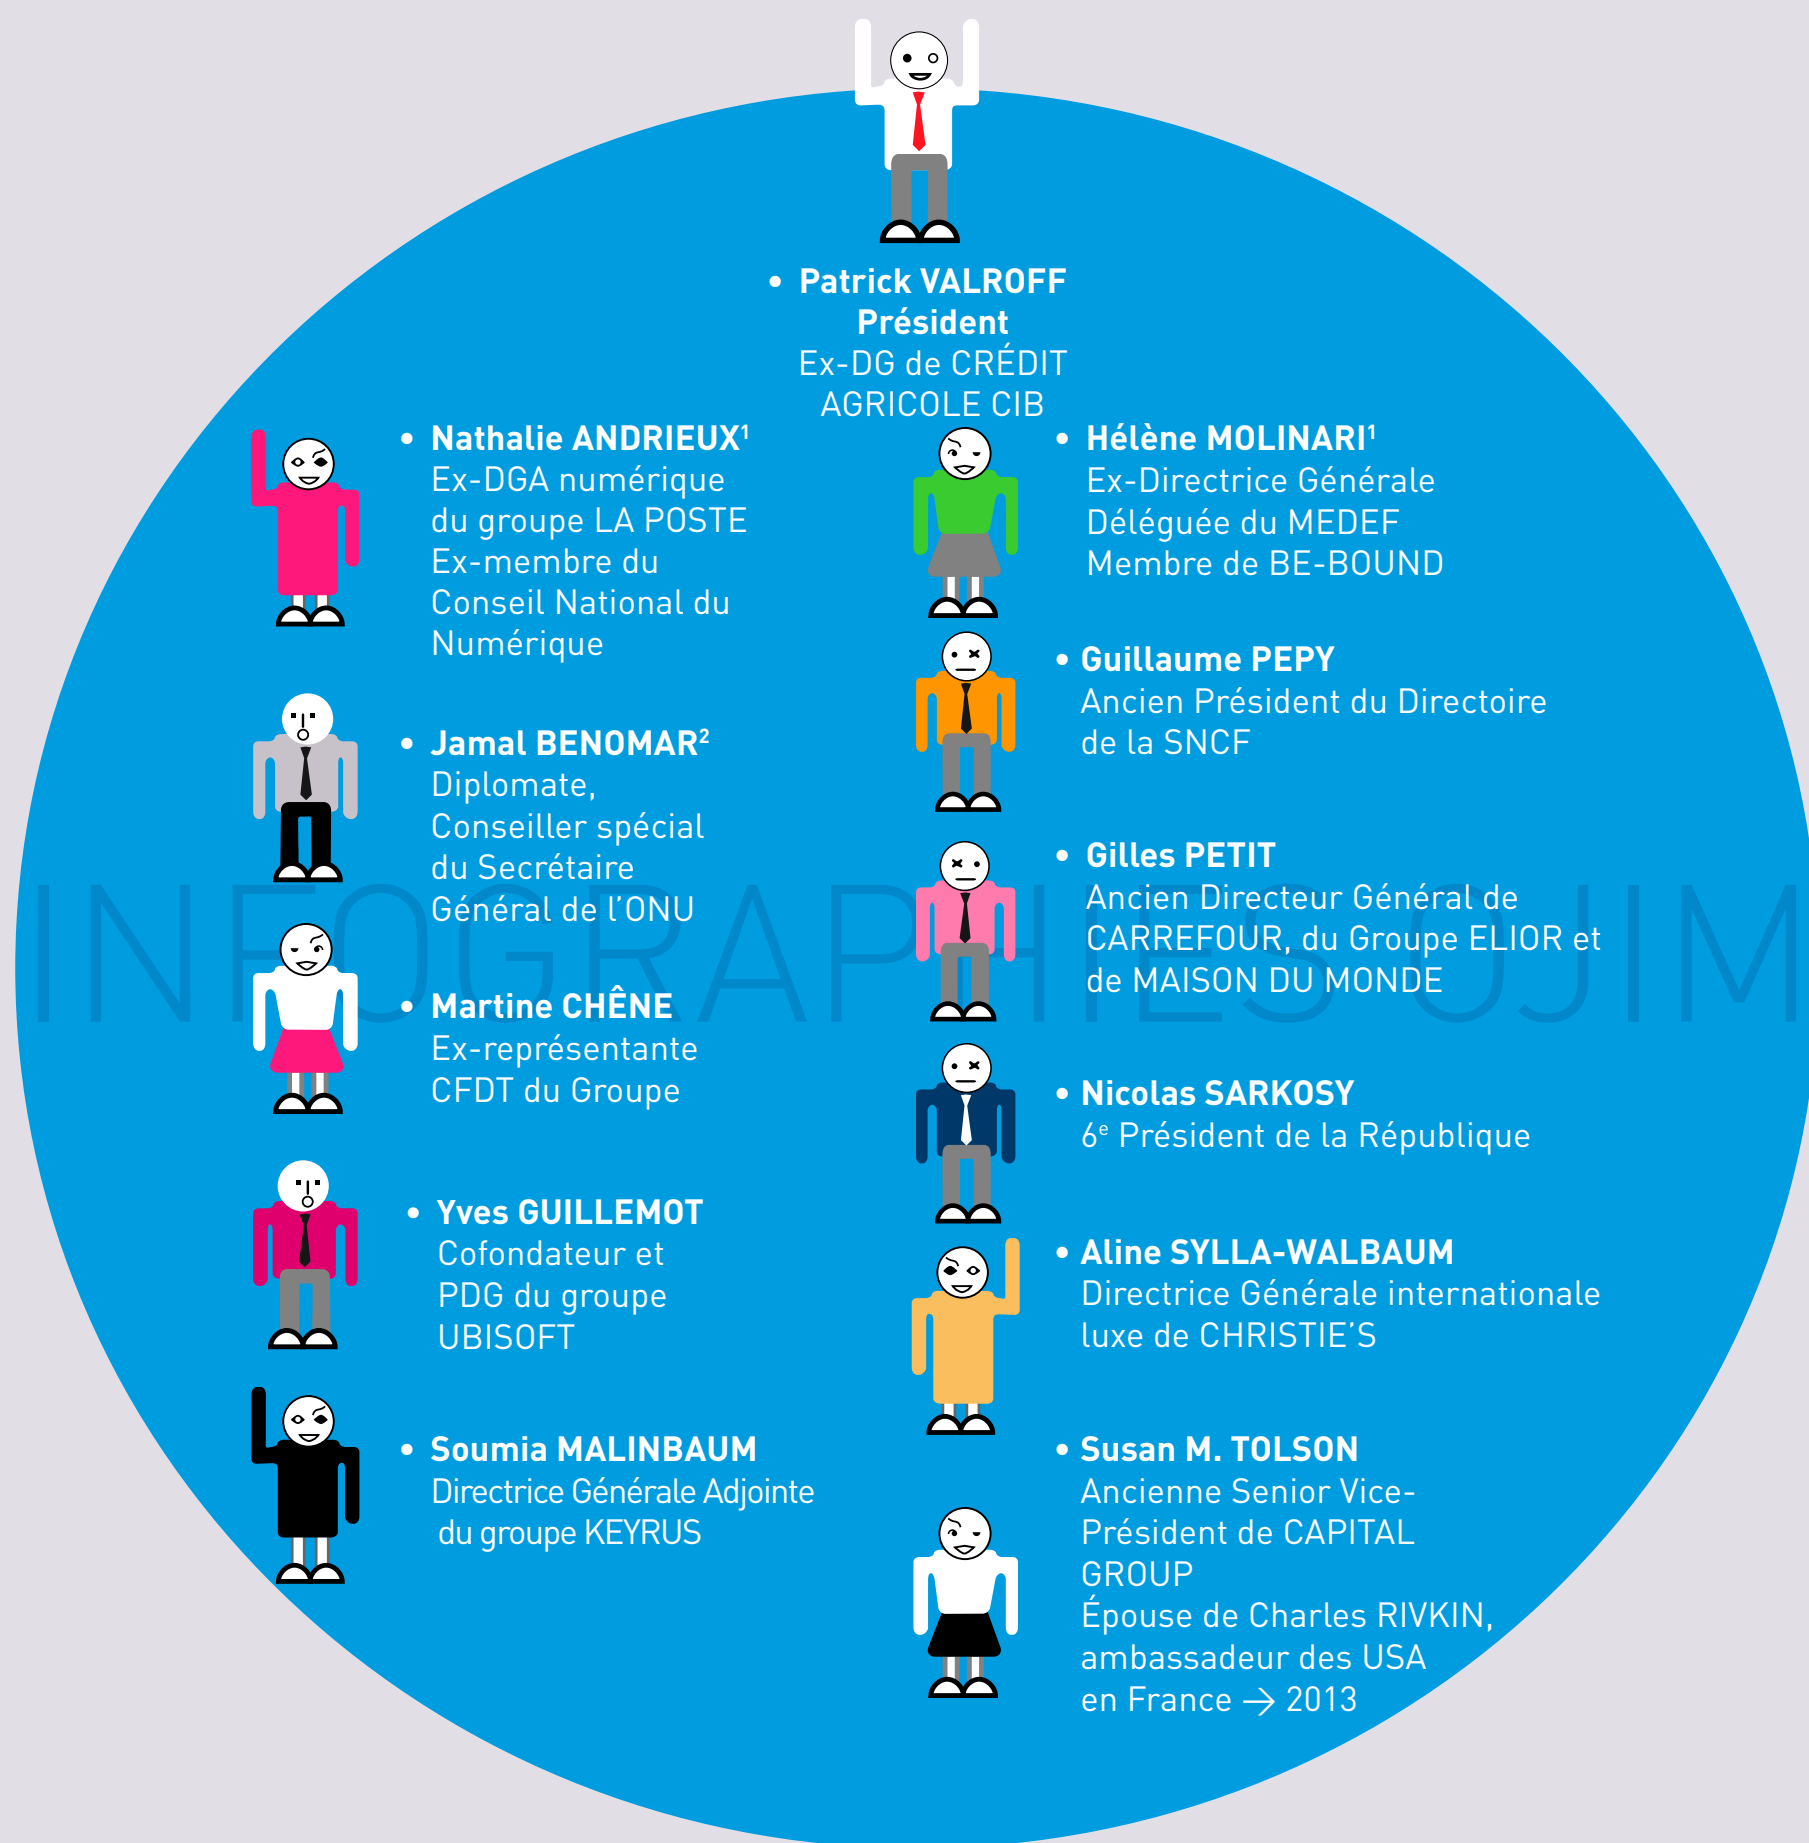 • Patrick VALROFF
Président
Ex-DG de CRÉDIT
AGRICOLE CIB
• Nathalie ANDRIEUX¹
Ex-DGA numérique
du groupe LA POSTE
Ex-membre du
Conseil National du
Numérique
• Jamal BENOMAR²
Diplomate,
Conseiller spécial
du Secrétaire
Général de l’ONU
• Martine CHÊNE
Ex-représentante
CFDT du Groupe
• Yves GUILLEMOT
Cofondateur et
PDG du groupe
UBISOFT
• Soumia MALINBAUM
Directrice Générale Adjointe
du groupe KEYRUS
• Hélène MOLINARI¹
Ex-Directrice Générale
Déléguée du MEDEF
Membre de BE-BOUND
• Guillaume PEPY
Ancien Président du Directoire
de la SNCF
• Gilles PETIT
Ancien Directeur Général de
CARREFOUR, du Groupe ELIOR et
de MAISON DU MONDE
• Nicolas SARKOSY
6ᵉ Président de la République
• Aline SYLLA-WALBAUM
Directrice Générale internationale
luxe de CHRISTIE’S
• Susan M. TOLSON
Ancienne Senior Vice-
Président de CAPITAL
GROUP
Épouse de Charles RIVKIN,
ambassadeur des USA
en France → 2013
INFOGRAPHIES OJIM